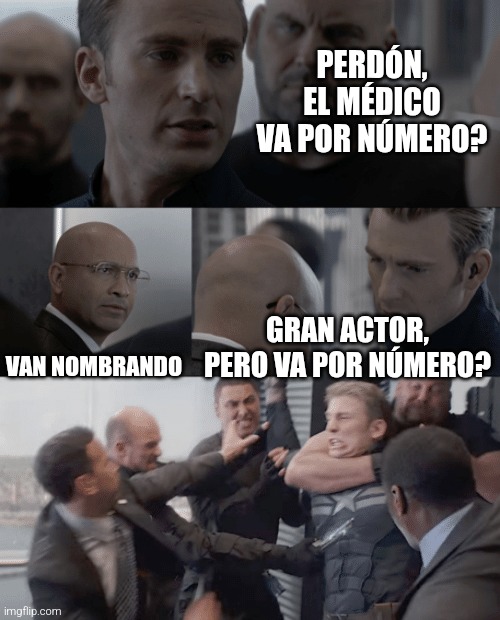 PERDÓN,
EL MÉDICO
VA POR NÚMERO?
VAN NOMBRANDO
GRAN ACTOR,
PERO VA POR NÚMERO?
imgflip.com